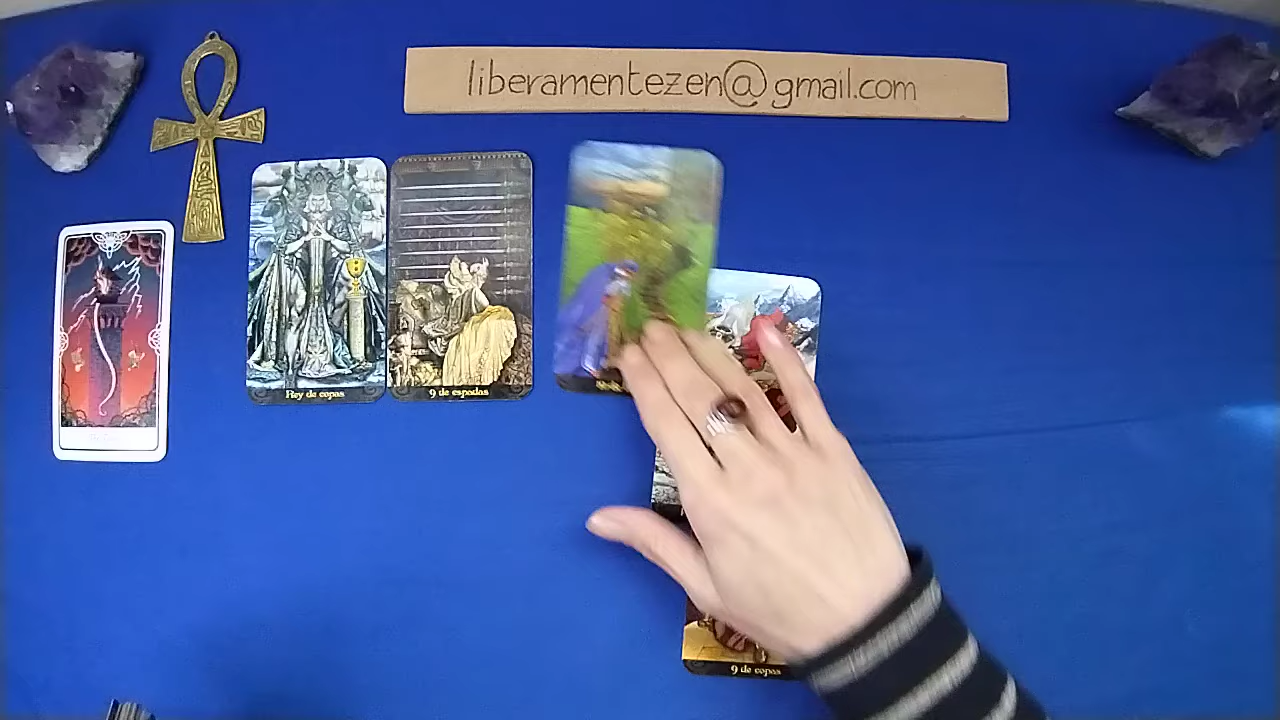 liberamentezen@gmail.com
Rey de copas
9 de espadas
9 de copas